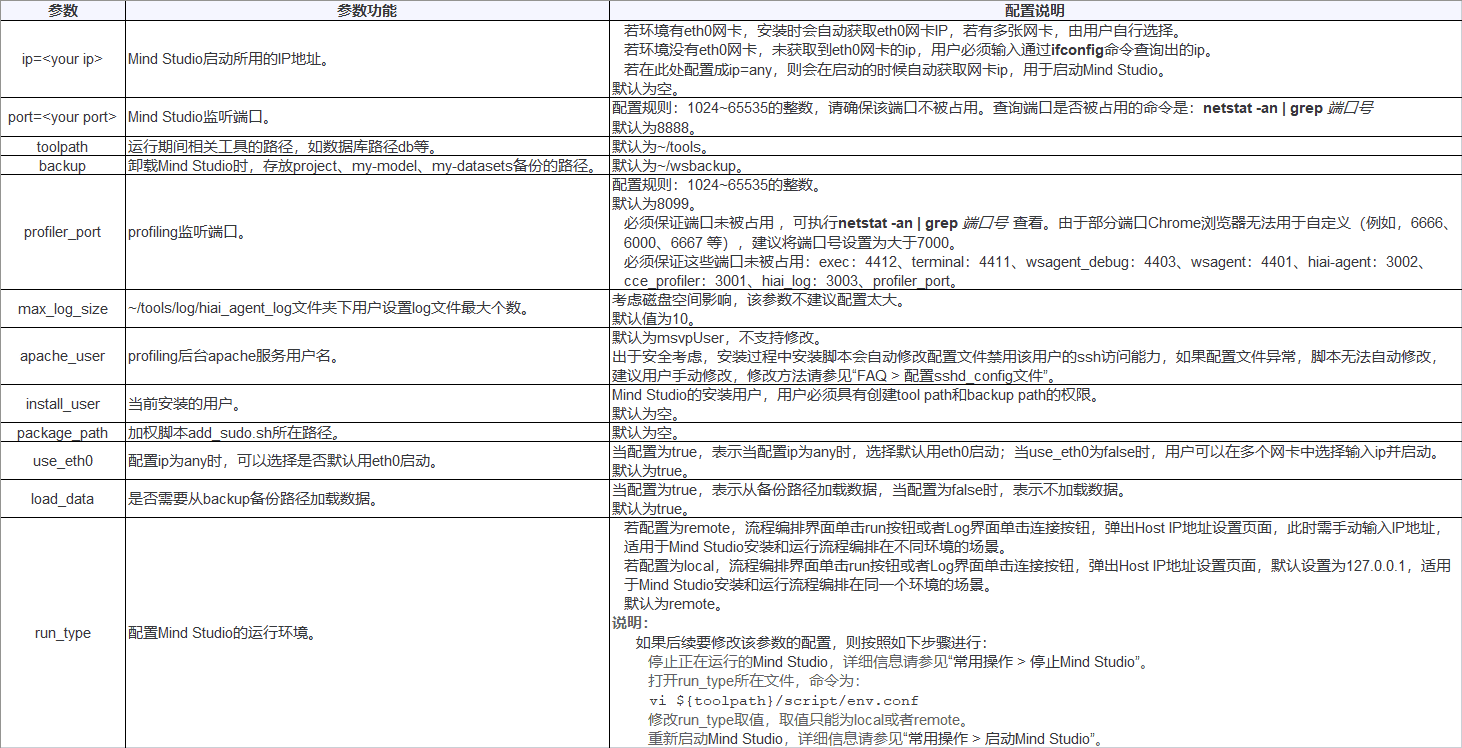 参数 参数功能 配置说明
ip=<your ip> Mind Studio启动所用的IP地址。
若环境有eth0网卡，安装时会自动获取eth0网卡IP，若有多张网卡，由用户自行选择。
若环境没有eth0网卡，未获取到eth0网卡的ip，用户必须输入通过ifconfig命令查询出的ip。
若在此处配置成ip=any，则会在启动的时候自动获取网卡ip，用于启动Mind Studio。
默认为空。
port=<your port> Mind Studio监听端口。
配置规则：1024~65535的整数，请确保该端口不被占用。查询端口是否被占用的命令是：netstat -an | grep 端口号
默认为8888。
toolpath 运行期间相关工具的路径，如数据库路径db等。 默认为~/tools。
backup 卸载Mind Studio时，存放project、my-model、my-datasets备份的路径。 默认为~/wsbackup。
profiler_port profiling监听端口。
配置规则：1024~65535的整数。
默认为8099。
必须保证端口未被占用 ，可执行netstat -an | grep 端口号 查看。由于部分端口Chrome浏览器无法用于自定义（例如，6666、
6000、6667 等），建议将端口号设置为大于7000。
必须保证这些端口未被占用：exec：4412、terminal：4411、wsagent_debug：4403、wsagent：4401、hiai-agent：3002、
cce_profiler：3001、hiai_log：3003、profiler_port。
max_log_size ~/tools/log/hiai_agent_log文件夹下用户设置log文件最大个数。
考虑磁盘空间影响，该参数不建议配置太大。
默认值为10。
apache_user profiling后台apache服务用户名。
默认为msvpUser，不支持修改。
出于安全考虑，安装过程中安装脚本会自动修改配置文件禁用该用户的ssh访问能力，如果配置文件异常，脚本无法自动修改，
建议用户手动修改，修改方法请参见“FAQ > 配置sshd_config文件”。
install_user 当前安装的用户。
Mind Studio的安装用户，用户必须具有创建tool path和backup path的权限。
默认为空。
package_path 加权脚本add_sudo.sh所在路径。 默认为空。
use_eth0 配置ip为any时，可以选择是否默认用eth0启动。
当配置为true，表示当配置ip为any时，选择默认用eth0启动；当use_eth0为false时，用户可以在多个网卡中选择输入ip并启动。
默认为true。
load_data 是否需要从backup备份路径加载数据。
当配置为true，表示从备份路径加载数据，当配置为false时，表示不加载数据。
默认为true。
run_type 配置Mind Studio的运行环境。
若配置为remote，流程编排界面单击run按钮或者Log界面单击连接按钮，弹出Host IP地址设置页面，此时需手动输入IP地址，
适用于Mind Studio安装和运行流程编排在不同环境的场景。
若配置为local，流程编排界面单击run按钮或者Log界面单击连接按钮，弹出Host IP地址设置页面，默认设置为127.0.0.1，适用
于Mind Studio安装和运行流程编排在同一个环境的场景。
默认为remote。
说明：
如果后续要修改该参数的配置，则按照如下步骤进行：
停止正在运行的Mind Studio，详细信息请参见“常用操作 > 停止Mind Studio”。
打开run_type所在文件，命令为：
vi ${toolpath}/script/env.conf
修改run_type取值，取值只能为local或者remote。
重新启动Mind Studio，详细信息请参见“常用操作 > 启动Mind Studio”。